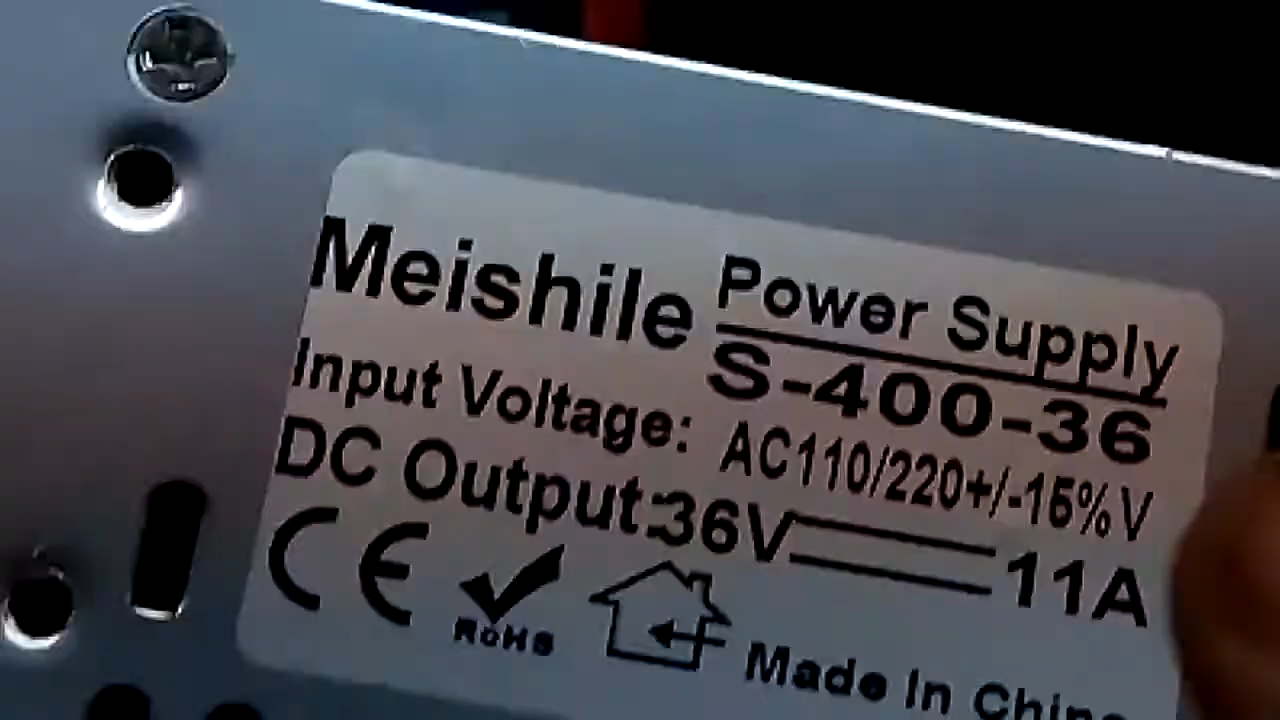 Meishile Power Supply
S-400-36
Input Voltage: AC110/220+/-15% V
DC Output:36V 11A
CE RoHS Made In China